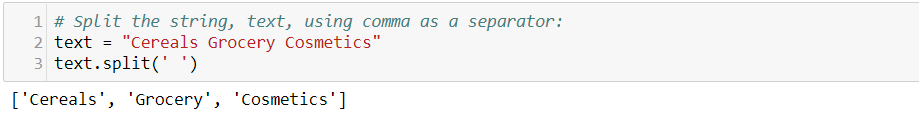 1 # Split the string, text, using comma as a separator:
2 text = "Cereals Grocery Cosmetics"
3 text.split(' ')
['Cereals', 'Grocery', 'Cosmetics']